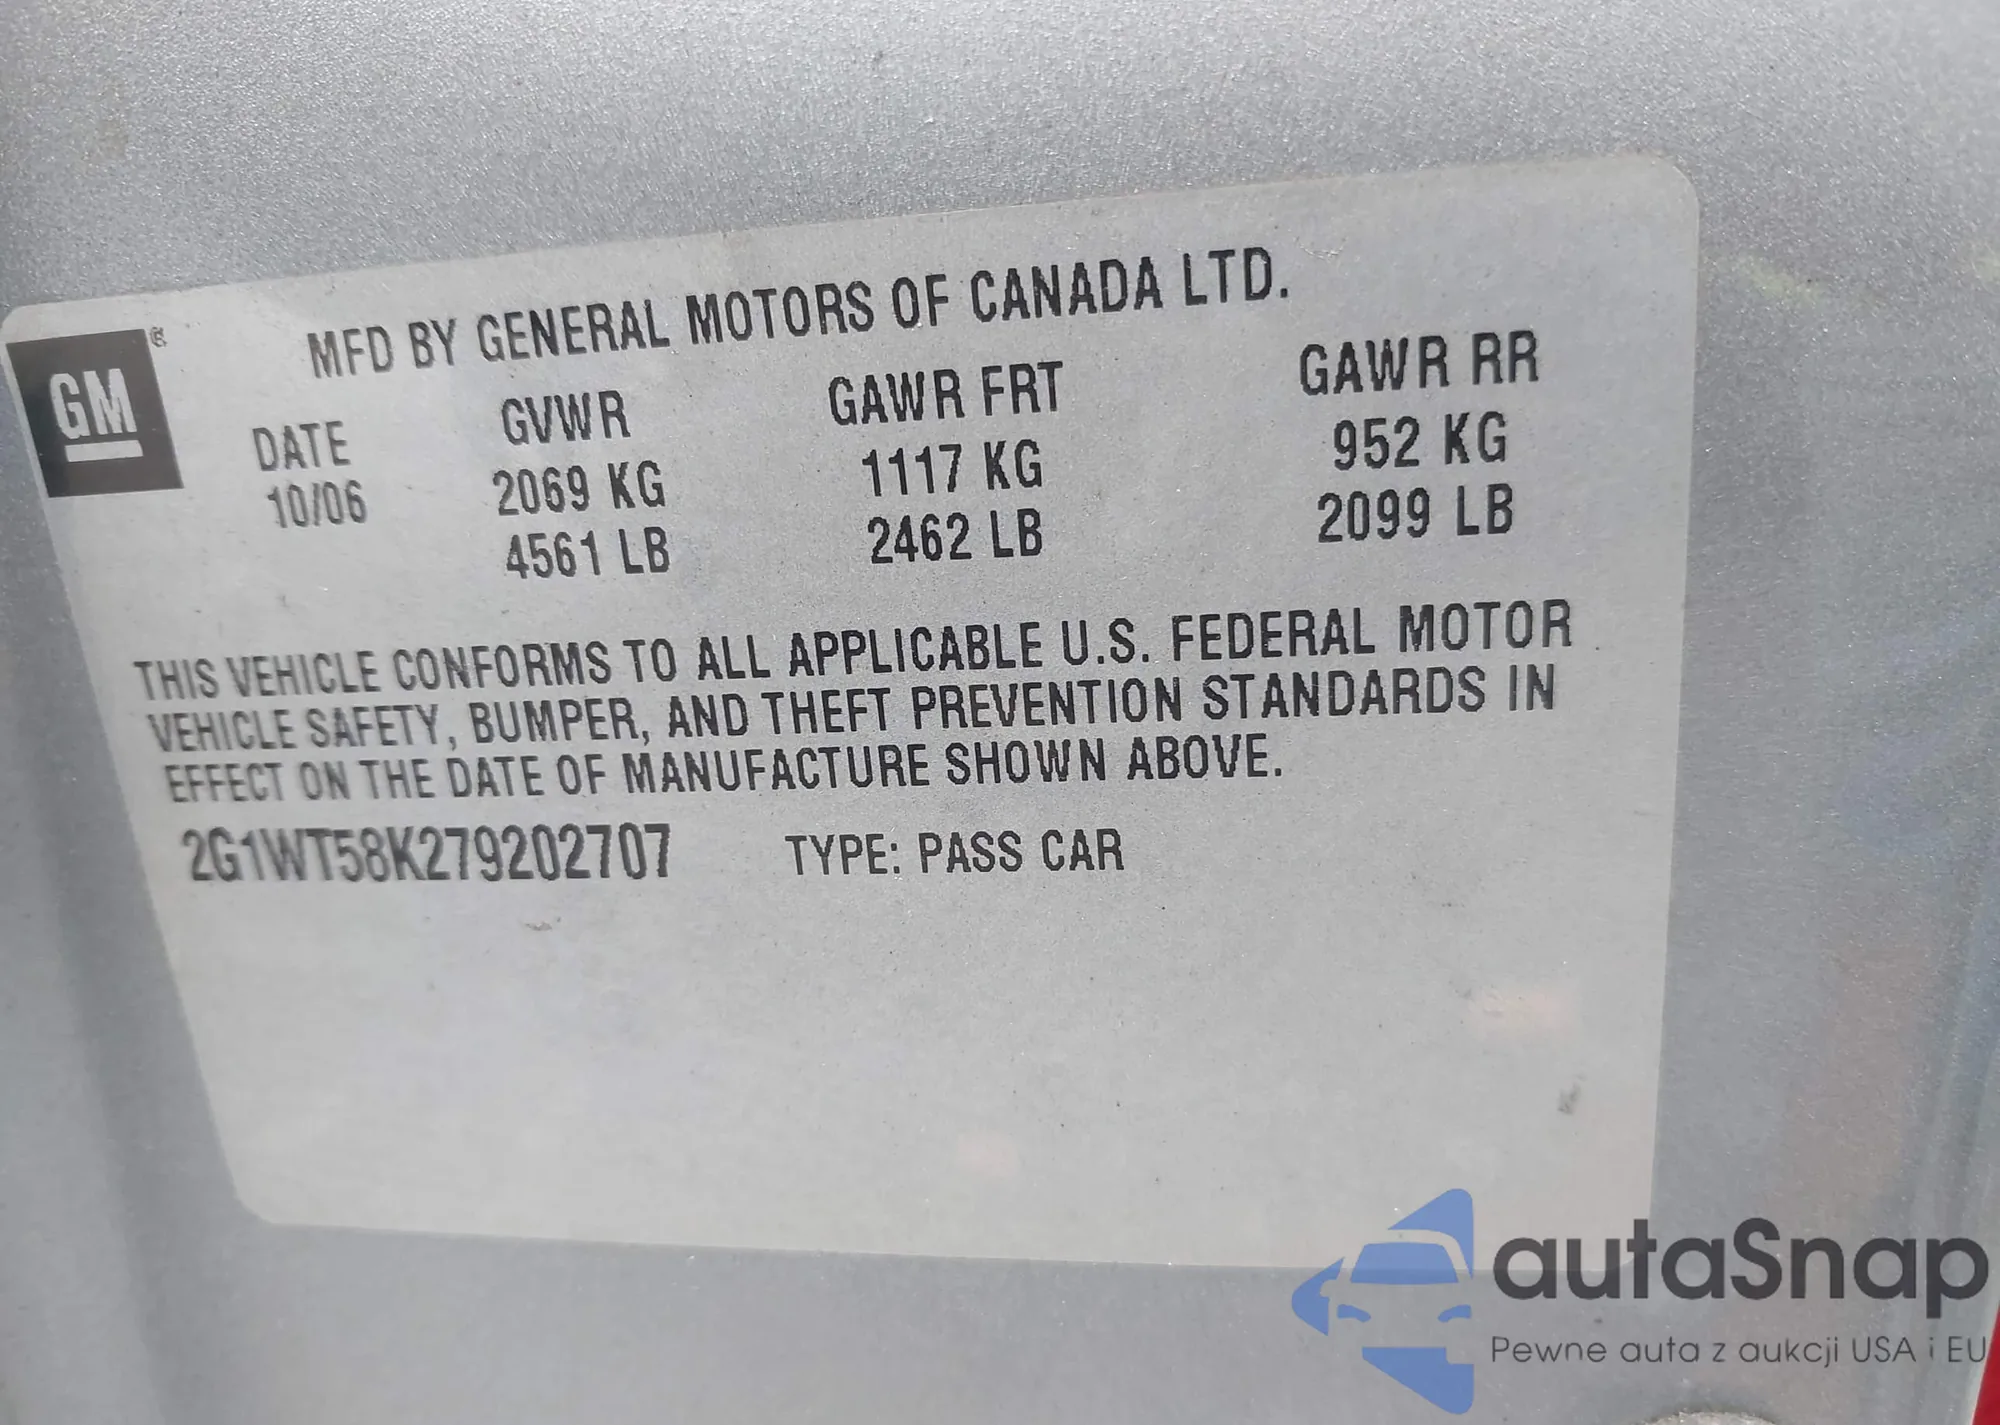 GM®
MFD BY GENERAL MOTORS OF CANADA LTD.
DATE GVWR GAWR FRT GAWR RR
10/06 2069 KG 1117 KG 952 KG
4561 LB 2462 LB 2099 LB
THIS VEHICLE CONFORMS TO ALL APPLICABLE U.S. FEDERAL MOTOR
VEHICLE SAFETY, BUMPER, AND THEFT PREVENTION STANDARDS IN
EFFECT ON THE DATE OF MANUFACTURE SHOWN ABOVE.
2G1WT58K279202707 TYPE: PASS CAR
autaSnap
Pewne auta z aukcji USA i EU